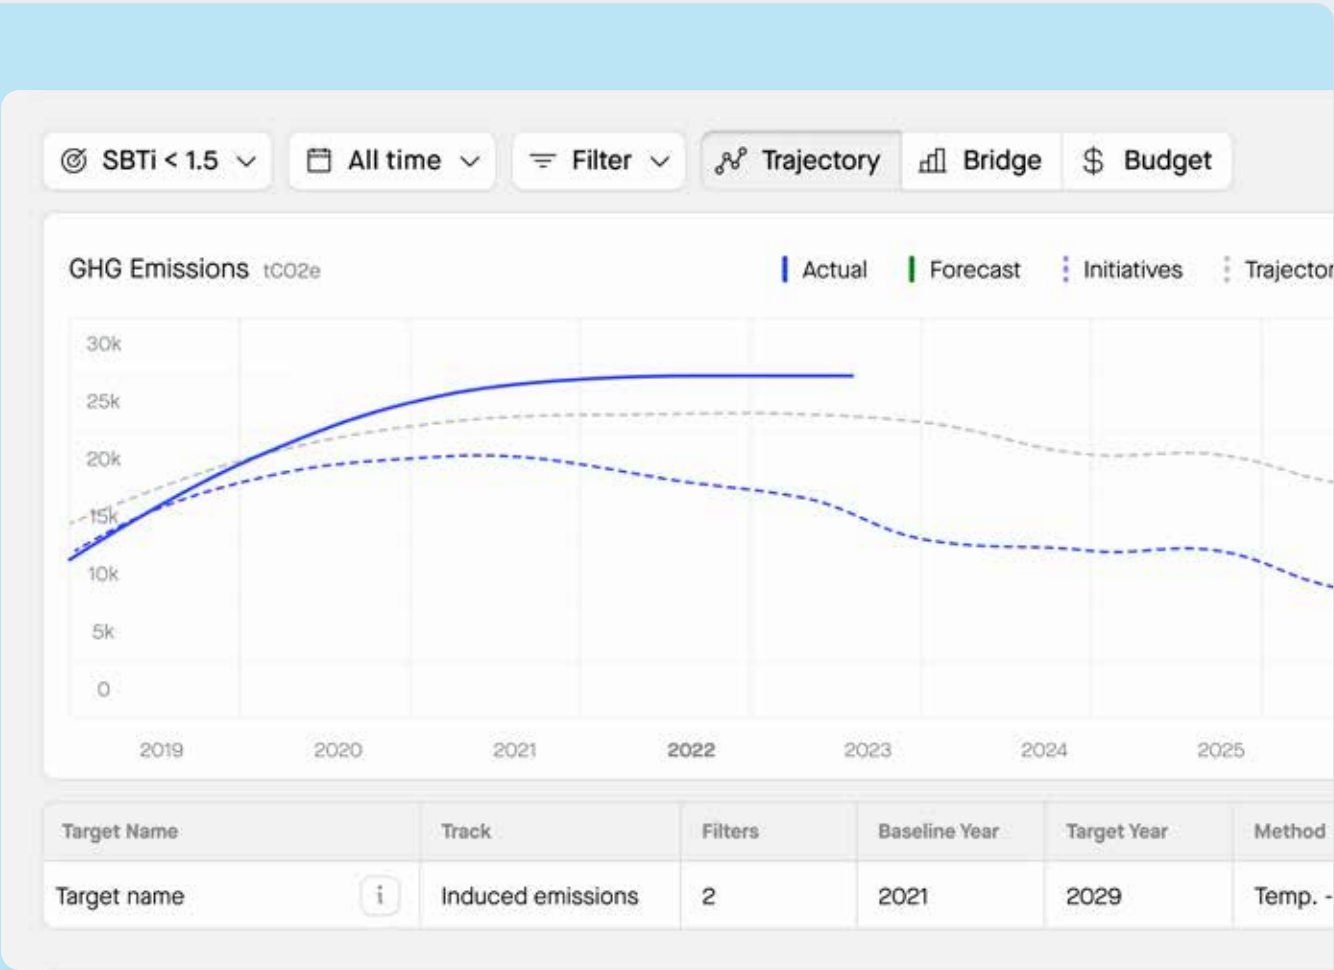 SBTi < 1.5 All time Filter Trajectory Bridge $ Budget
GHG Emissions tCO2e Actual Forecast Initiatives Trajector
30k
25k
20k
15k
10k
5k
0
2019 2020 2021 2022 2023 2024 2025
Target Name Track Filters Baseline Year Target Year Method
Target name i Induced emissions 2 2021 2029 Temp. -